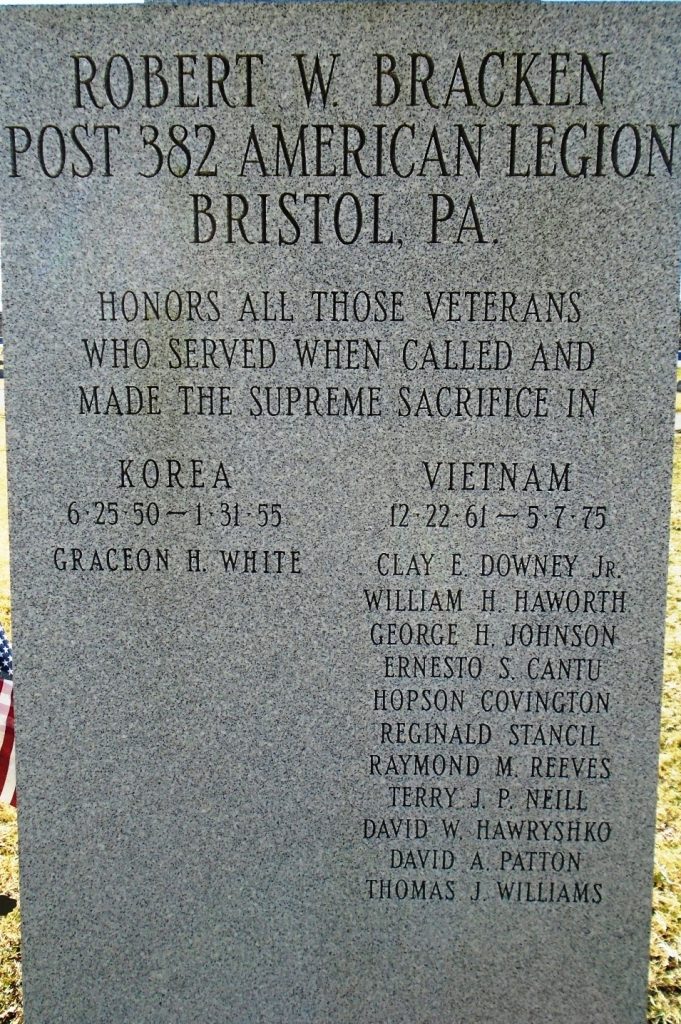 ROBERT W. BRACKEN
POST 382 AMERICAN LEGION
BRISTOL, PA.
HONORS ALL THOSE VETERANS
WHO SERVED WHEN CALLED AND
MADE THE SUPREME SACRIFICE IN
KOREA
6·25·50 – 1·31·55
GRACEON H. WHITE
VIETNAM
12·22·61 – 5·7·75
CLAY E. DOWNEY JR.
WILLIAM H. HAWORTH
GEORGE H. JOHNSON
ERNESTO S. CANTU
HOPSON COVINGTON
REGINALD STANCIL
RAYMOND M. REEVES
TERRY J. P. NEILL
DAVID W. HAWRYSHKO
DAVID A. PATTON
THOMAS J. WILLIAMS